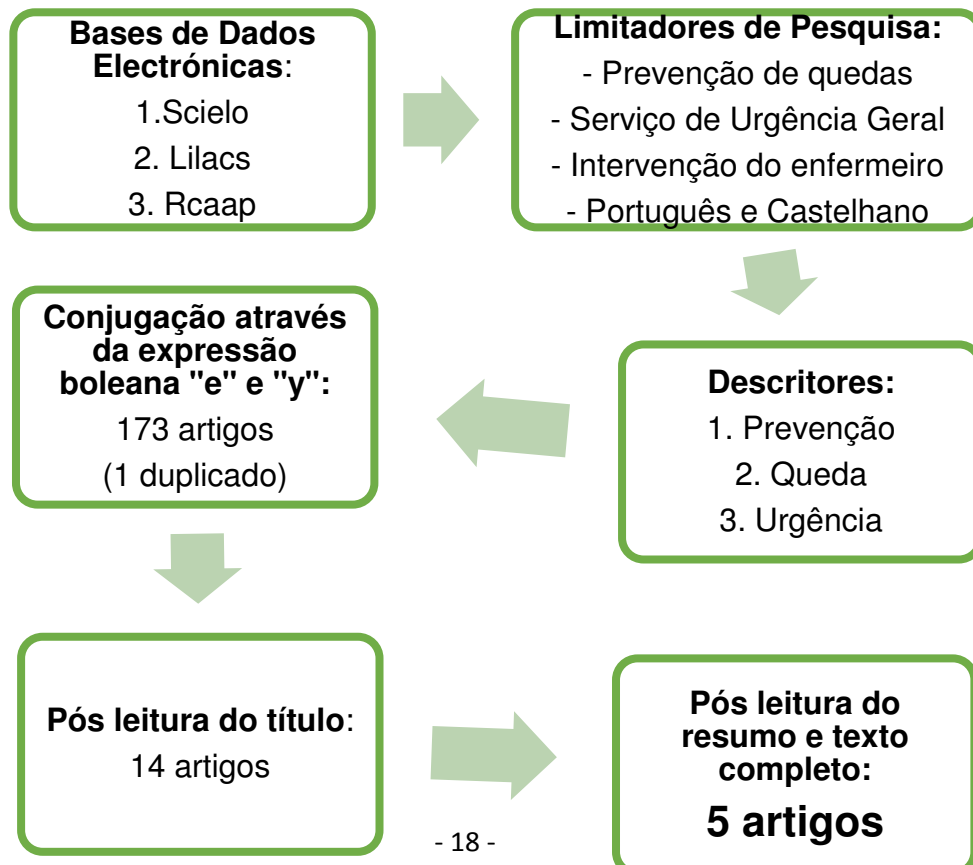 Bases de Dados
Electrónicas:
1.Scielo
2. Lilacs
3. Rcaap
Limitadores de Pesquisa:
- Prevenção de quedas
- Serviço de Urgência Geral
- Intervenção do enfermeiro
- Português e Castelhano
Descritores:
1. Prevenção
2. Queda
3. Urgência
Conjugação através
da expressão
boleana "e" e "y":
173 artigos
(1 duplicado)
Pós leitura do título:
14 artigos
Pós leitura do
resumo e texto
completo:
5 artigos
- 18 -